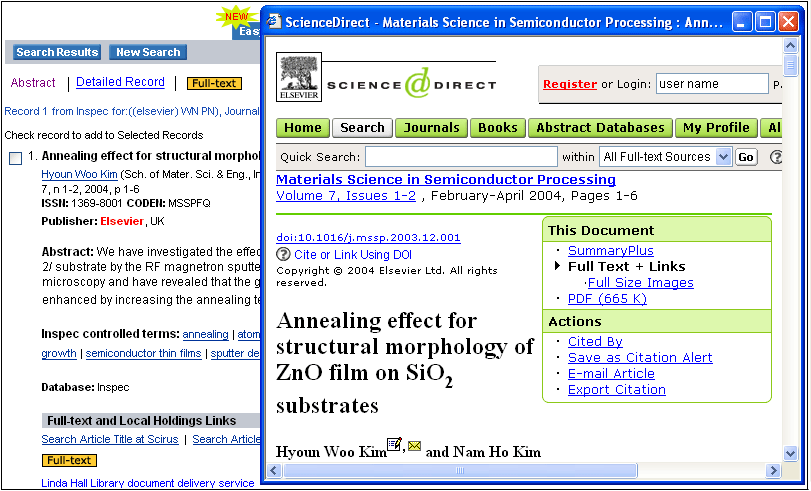 NEW
Eas
Search Results New Search
Abstract | Detailed Record | Full-text
Record 1 from Inspec for:((elsevier) WN PN), Journal
Check record to add to Selected Records
1. Annealing effect for structural morphol
Hyoun Woo Kim (Sch. of Mater. Sci. & Eng., In
7, n 1-2, 2004, p 1-6
ISSN: 1369-8001 CODEN: MSSPFQ
Publisher: Elsevier, UK
Abstract: We have investigated the effec
2/ substrate by the RF magnetron sputte
microscopy and have revealed that the g
enhanced by increasing the annealing te
Inspec controlled terms: annealing | atom
growth | semiconductor thin films | sputter de
Database: Inspec
Full-text and Local Holdings Links
Search Article Title at Scirus | Search Article
Full-text
Linda Hall Library document delivery service
ScienceDirect - Materials Science in Semiconductor Processing : Ann...
ELSEVIER
SCIENCE DIRECT
Register or Login: user name
Home Search Journals Books Abstract Databases My Profile Al
Quick Search: within All Full-text Sources Go ?
Materials Science in Semiconductor Processing
Volume 7, Issues 1-2 , February-April 2004, Pages 1-6
doi:10.1016/j.mssp.2003.12.001
? Cite or Link Using DOI
Copyright © 2004 Elsevier Ltd. All rights
reserved.
Annealing effect for
structural morphology of
ZnO film on SiO2
substrates
Hyoun Woo Kim, and Nam Ho Kim
This Document
· SummaryPlus
Full Text + Links
·Full Size Images
· PDF (665 K)
Actions
· Cited By
· Save as Citation Alert
· E-mail Article
· Export Citation